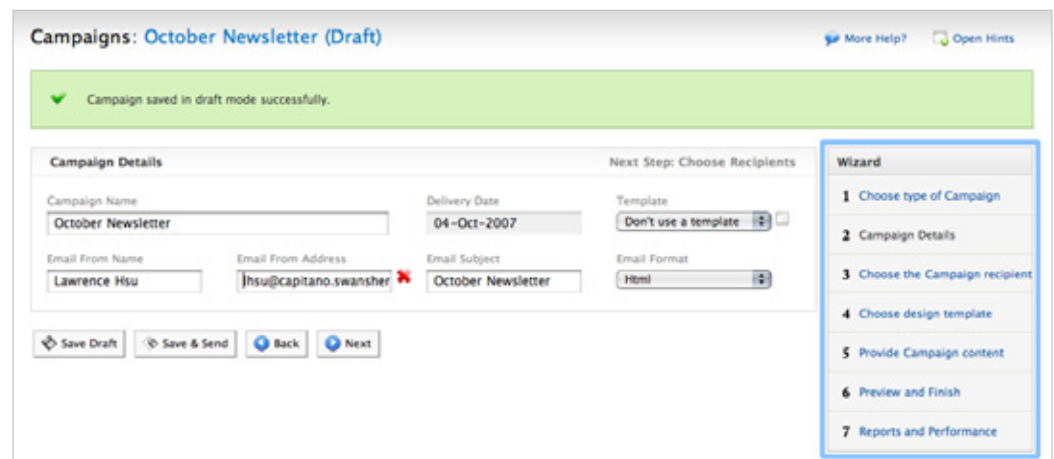 Campaigns: October Newsletter (Draft)
More Help?
Open Hints
Campaign saved in draft mode successfully.
Campaign Details
Next Step: Choose Recipients
Campaign Name
Delivery Date
Template
October Newsletter
04-Oct-2007
Don't use a template
Email From Name
Email From Address
Email Subject
Email Format
Lawrence Hsu
lhsu@capitano.swansher
October Newsletter
Html
Save Draft
Save & Send
Back
Next
Wizard
1 Choose type of Campaign
2 Campaign Details
3 Choose the Campaign recipient
4 Choose design template
5 Provide Campaign content
6 Preview and Finish
7 Reports and Performance